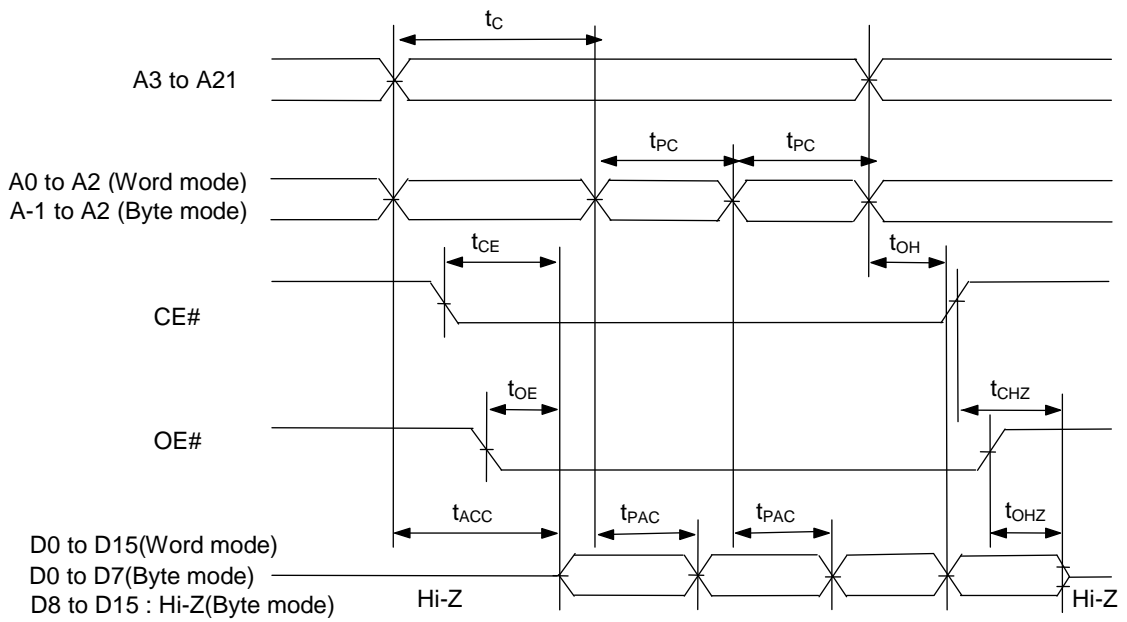 tC
A3 to A21
tPC
tPC
A0 to A2 (Word mode)
A-1 to A2 (Byte mode)
tCE
tOH
CE#
tOE
tCHZ
OE#
tACC
tPAC
tPAC
tOHZ
D0 to D15(Word mode)
D0 to D7(Byte mode)
D8 to D15 : Hi-Z(Byte mode)
Hi-Z
Hi-Z